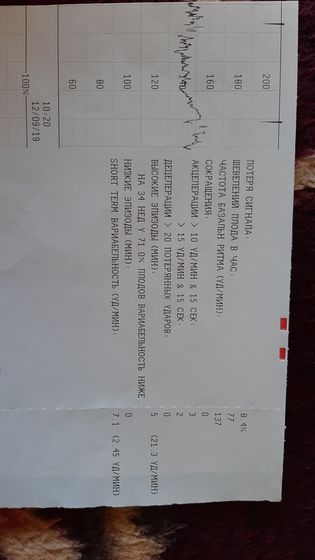 200
180
160
120
100
80
60
100%
10:20
12/09/19
ПОТЕРЯ СИГНАЛА: 8.4%
ШЕВЕЛЕНИЯ ПЛОДА В ЧАС: 77
ЧАСТОТА БАЗАЛЬН РИТМА (УД/МИН): 137
СОКРАЩЕНИЯ: 0
АКЦЕЛЕРАЦИИ > 10 УД/МИН & 15 СЕК: 3
> 15 УД/МИН & 15 СЕК: 2
ДЕЦЕЛЕРАЦИИ > 20 ПОТЕРЯННЫХ УДАРОВ: 0
ВЫСОКИЕ ЭПИЗОДЫ (МИН): 5 (21.3 УД/МИН)
НА 34 НЕД У 71.0% ПЛОДОВ ВАРИАБЕЛЬНОСТЬ НИЖЕ
НИЗКИЕ ЭПИЗОДЫ (МИН): 0
SHORT TERM ВАРИАБЕЛЬНОСТЬ (УД/МИН): 7.1 (2.45 УД/МИН)